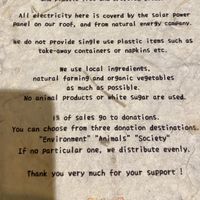 All electricity here is coverd by the solar power
panel on our roof, and from natural energy company.
We do not provide single use plastic items such as
take-away containers or napkins etc.
We use local ingredients,
natural farming and organic vegetables
as much as possible.
No animal products or white sugar are used.
1% of sales go to donations.
You can choose from three donation destinations,
"Environment" "Animals" "Society"
If no particular one, we distribute evenly.
Thank you very much for your support !